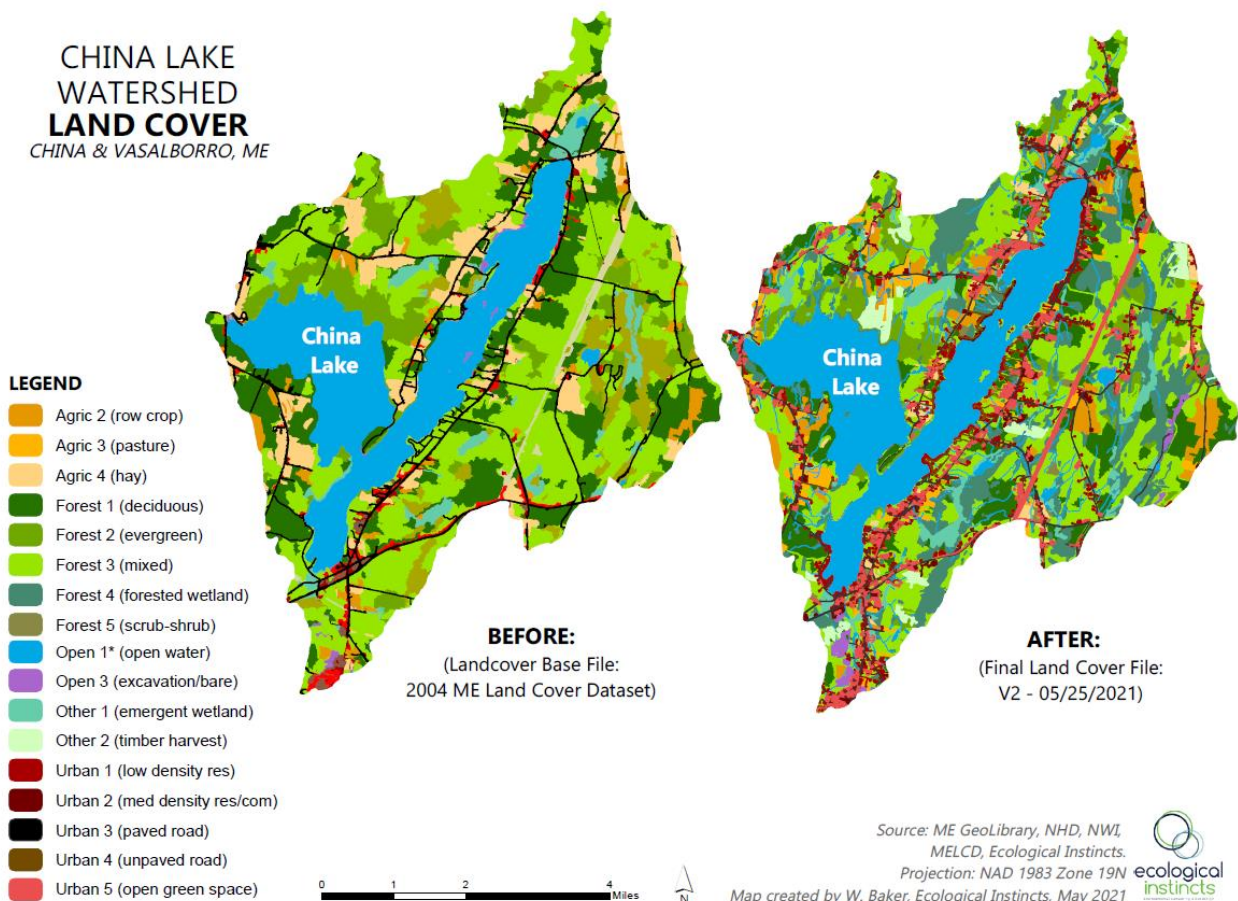 CHINA LAKE
WATERSHED
LAND COVER
CHINA & VASALBORRO, ME
China
Lake
China
Lake
LEGEND
Agric 2 (row crop)
Agric 3 (pasture)
Agric 4 (hay)
Forest 1 (deciduous)
Forest 2 (evergreen)
Forest 3 (mixed)
Forest 4 (forested wetland)
Forest 5 (scrub-shrub)
Open 1* (open water)
Open 3 (excavation/bare)
Other 1 (emergent wetland)
Other 2 (timber harvest)
Urban 1 (low density res)
Urban 2 (med density res/com)
Urban 3 (paved road)
Urban 4 (unpaved road)
Urban 5 (open green space)
BEFORE:
(Landcover Base File:
2004 ME Land Cover Dataset)
AFTER:
(Final Land Cover File:
V2 - 05/25/2021)
0 1 2 4
Miles
N
Source: ME GeoLibrary, NHD, NWI,
MELCD, Ecological Instincts.
Projection: NAD 1983 Zone 19N
Map created by W. Baker, Ecological Instincts, May 2021
ecological
instincts